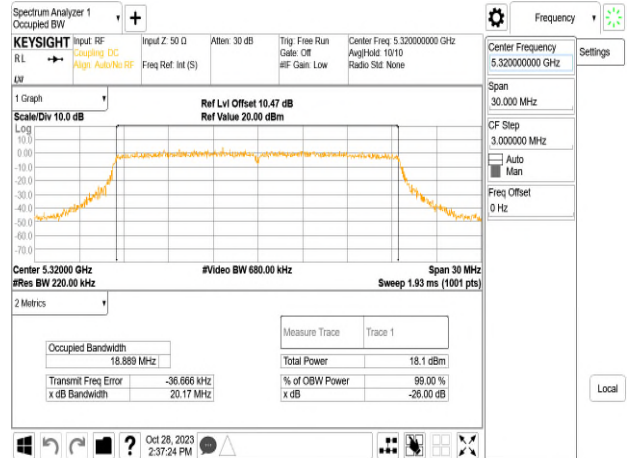 Spectrum Analyzer 1
Occupied BW
Frequency
KEYSIGHT
Input: RF
Input Z: 50 Ω
Atten: 30 dB
Trig: Free Run
Center Freq: 5.320000000 GHz
RL
Coupling: DC
Gate: Off
Avg|Hold: 10/10
Align: Auto/No RF
Freq Ref: Int (S)
#IF Gain: Low
Radio Std: None
LXI
Center Frequency
5.320000000 GHz
Settings
Span
30.000 MHz
CF Step
3.000000 MHz
Auto
Man
Freq Offset
0 Hz
Local
1 Graph
Ref Lvl Offset 10.47 dB
Scale/Div 10.0 dB
Ref Value 20.00 dBm
Log
10.0
0.00
-10.0
-20.0
-30.0
-40.0
-50.0
-60.0
-70.0
Center 5.32000 GHz
#Video BW 680.00 kHz
Span 30 MHz
#Res BW 220.00 kHz
Sweep 1.93 ms (1001 pts)
2 Metrics
Measure Trace
Trace 1
Occupied Bandwidth
18.889 MHz
Total Power
18.1 dBm
Transmit Freq Error
-36.666 kHz
% of OBW Power
99.00 %
x dB Bandwidth
20.17 MHz
x dB
-26.00 dB
?
Oct 28, 2023
2:37:24 PM